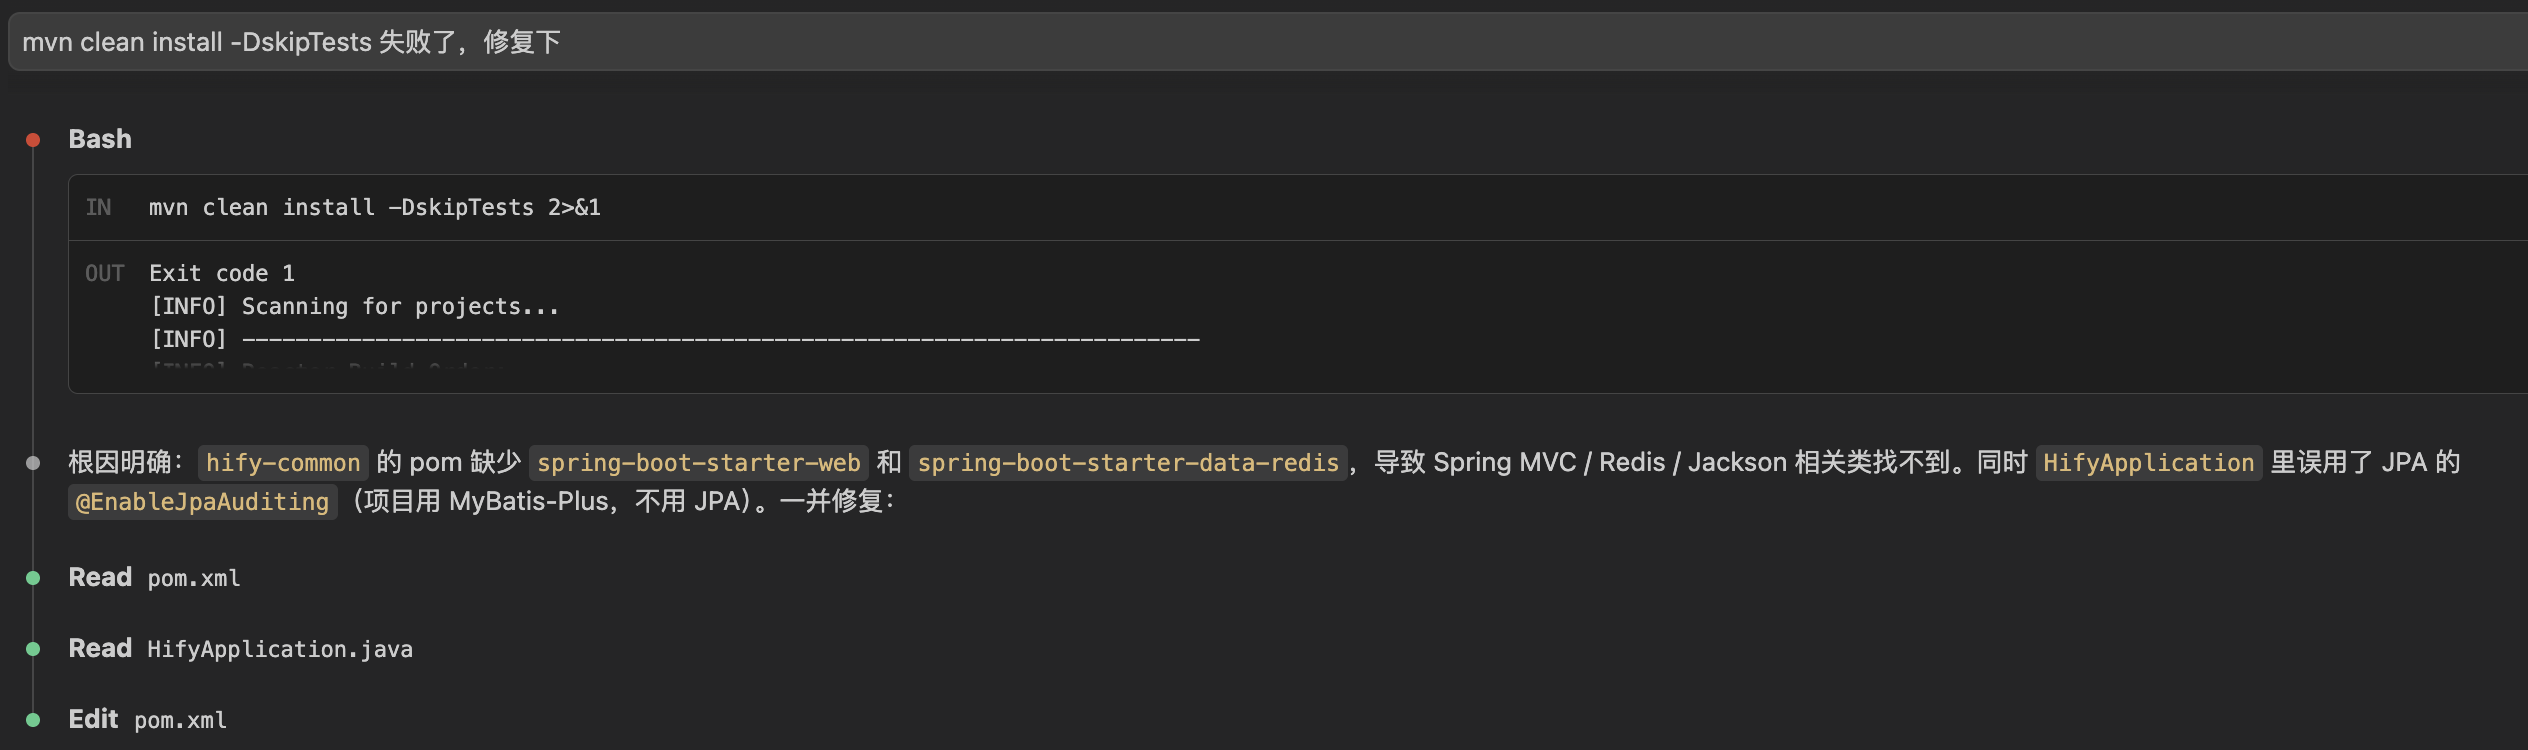 mvn clean install -DskipTests 失败了，修复下
Bash
IN mvn clean install -DskipTests 2>&1
OUT Exit code 1
[INFO] Scanning for projects...
[INFO] ------------------------------------------------------------------------
[INFO] Reactor Build Order:
根因明确：hify-common 的 pom 缺少 spring-boot-starter-web 和 spring-boot-starter-data-redis，导致 Spring MVC / Redis / Jackson 相关类找不到。同时 HifyApplication 里误用了 JPA 的
@EnableJpaAuditing（项目用 MyBatis-Plus，不用 JPA）。一并修复：
Read pom.xml
Read HifyApplication.java
Edit pom.xml